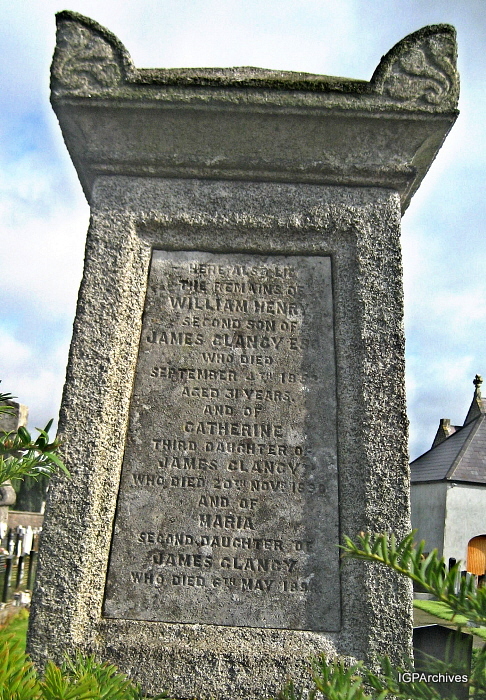 HERE ALSO LIE
THE REMAINS OF
WILLIAM HENRY
SECOND SON OF
JAMES CLANCY
WHO DIED
SEPTEMBER 4TH
AGED 31 YEARS.
AND OF
CATHERINE
THIRD DAUGHTER OF
JAMES CLANCY
WHO DIED 20TH NOVR
AND OF
MARIA
SECOND DAUGHTER OF
JAMES CLANCY
WHO DIED 6TH MAY
IGPArchives